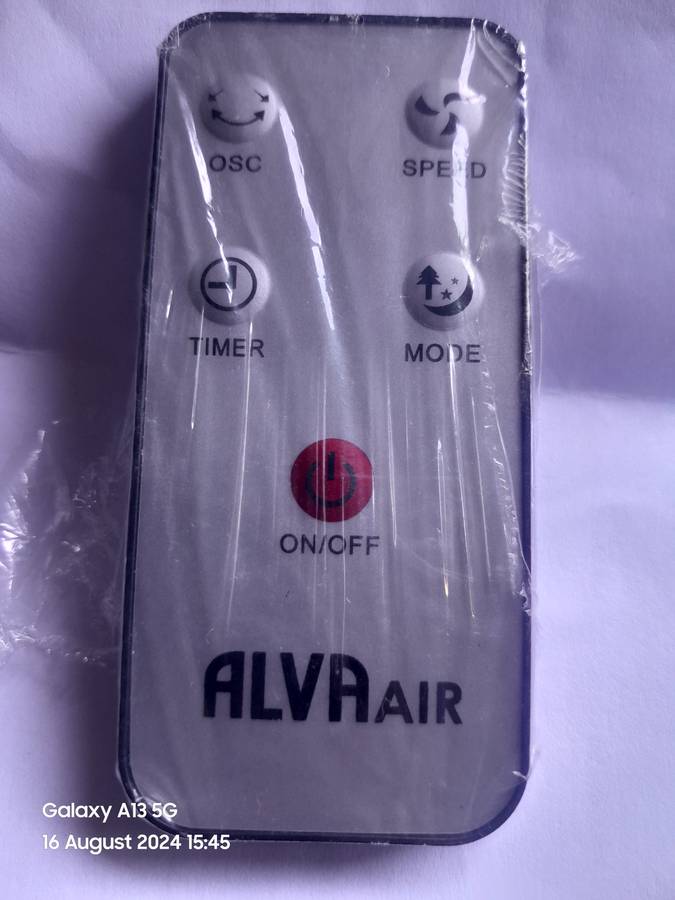 OSC SPEED
TIMER MODE
ON/OFF
ALVA AIR
Galaxy A13 5G
16 August 2024 15:45